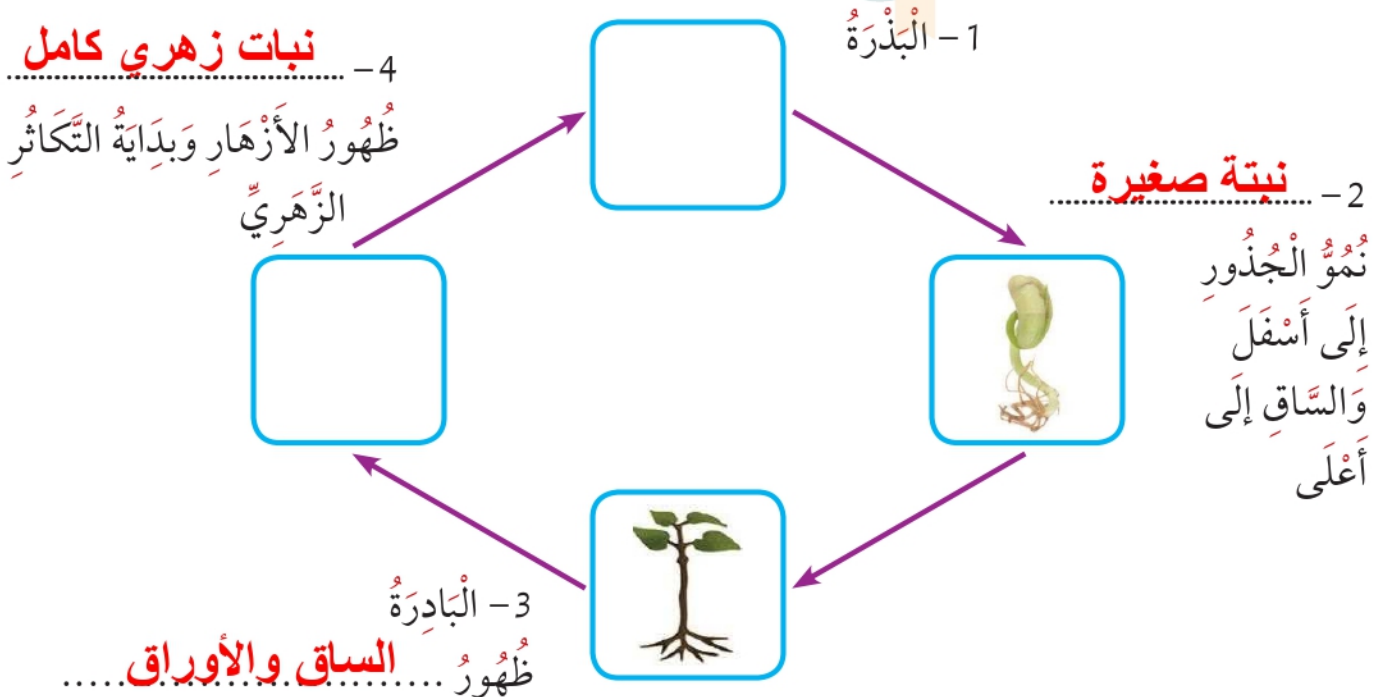 1 – الْبَذْرَةُ
2 – نبتة صغيرة
نُمُوُّ الْجُذُورِ
إِلَى أَسْفَلَ
وَالسَّاقِ إِلَى
أَعْلَى
3 – الْبَادِرَةُ
ظُهُورُ الساق والأوراق
4 – نبات زهري كامل
ظُهُورُ الأَزْهَارِ وَبِدَايَةُ التَّكَاثُرِ
الزَّهَرِيِّ